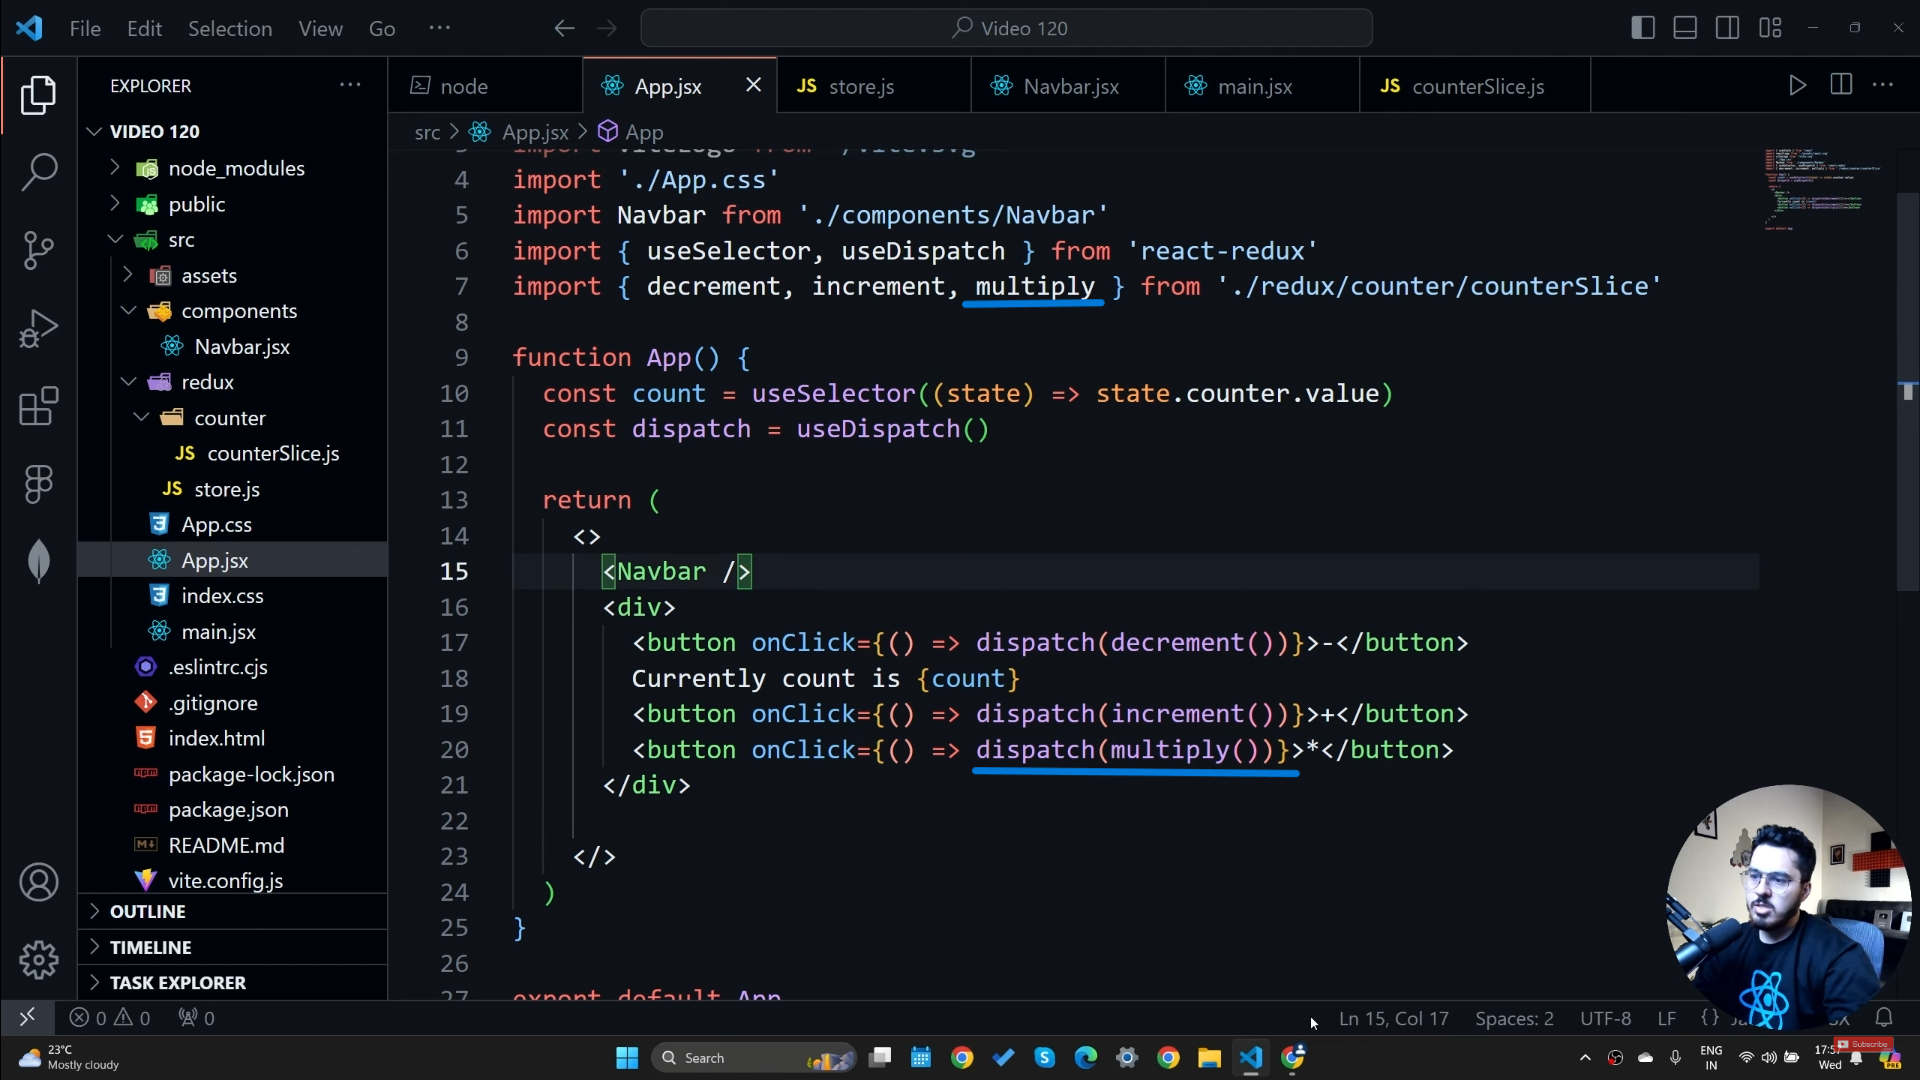 File Edit Selection View Go ···
Video 120
EXPLORER ···
node
App.jsx
JS store.js
Navbar.jsx
main.jsx
JS counterSlice.js
src > App.jsx > App
VIDEO 120
node_modules
public
src
assets
components
Navbar.jsx
redux
counter
JS counterSlice.js
JS store.js
App.css
App.jsx
index.css
main.jsx
.eslintrc.cjs
.gitignore
index.html
package-lock.json
package.json
README.md
vite.config.js
OUTLINE
TIMELINE
TASK EXPLORER
4 import './App.css'
5 import Navbar from './components/Navbar'
6 import { useSelector, useDispatch } from 'react-redux'
7 import { decrement, increment, multiply } from './redux/counter/counterSlice'
8
9 function App() {
10 const count = useSelector((state) => state.counter.value)
11 const dispatch = useDispatch()
12
13 return (
14 <>
15 <Navbar />
16 <div>
17 <button onClick={() => dispatch(decrement())}>-</button>
18 Currently count is {count}
19 <button onClick={() => dispatch(increment())}>+</button>
20 <button onClick={() => dispatch(multiply())}>*</button>
21 </div>
22
23 </>
24 )
25 }
26
27 export default App
0 0 0
Ln 15, Col 17 Spaces: 2 UTF-8 LF {}
23°C
Mostly cloudy
Search
ENG
IN
Wed
Subscribe
PRE